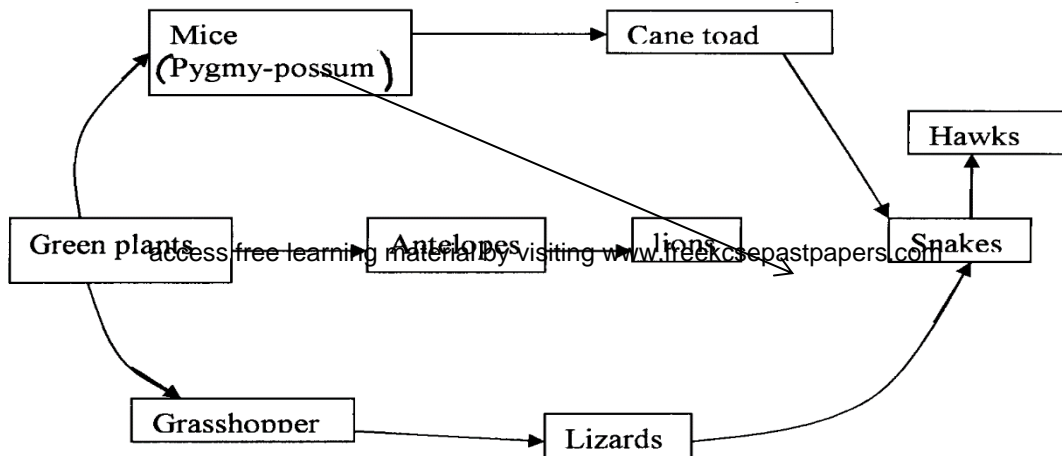 Mice
(Pygmy-possum)
Cane toad
Hawks
Green plants
Antelopes
lions
Snakes
access free learning material by visiting www.freekcsepastpapers.com
Grasshopper
Lizards